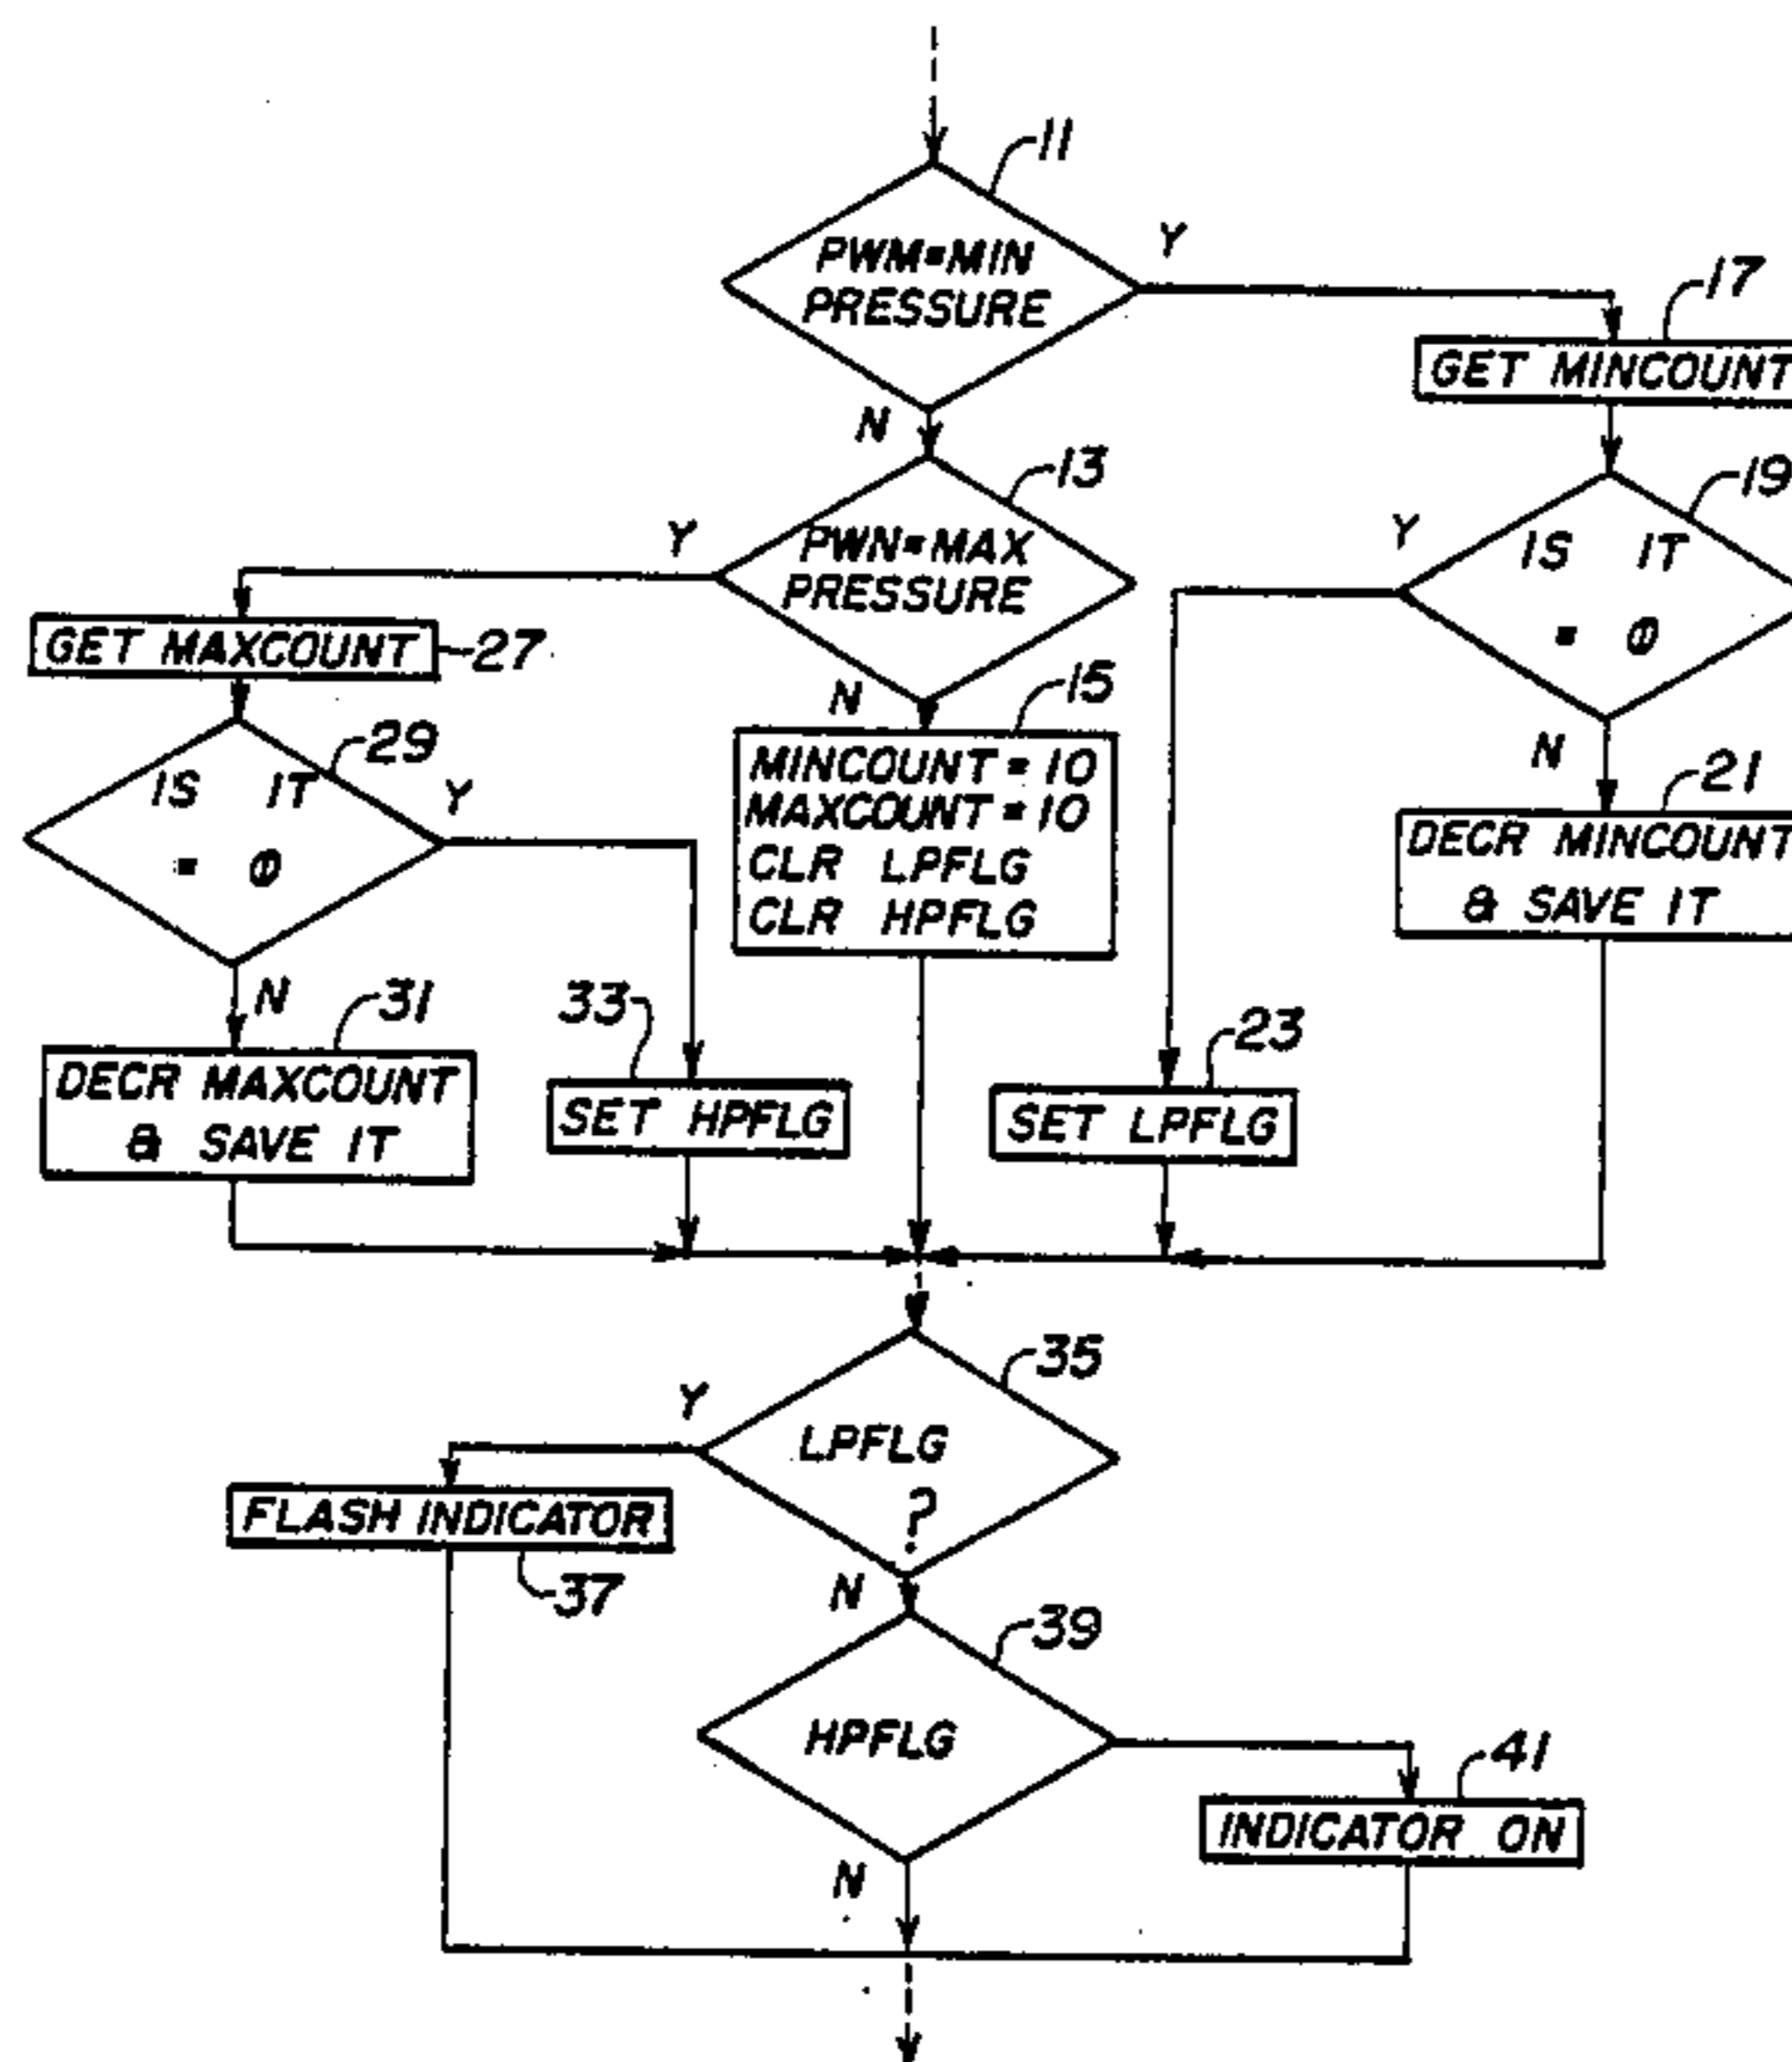 11
PWM=MIN
PRESSURE
Y
N
17
GET MINCOUNT
13
PWN=MAX
PRESSURE
Y
N
19
IS IT
= 0
Y
N
GET MAXCOUNT
27
29
IS IT
= 0
Y
N
15
MINCOUNT = 10
MAXCOUNT = 10
CLR LPFLG
CLR HPFLG
21
DECR MINCOUNT
& SAVE IT
31
DECR MAXCOUNT
& SAVE IT
33
SET HPFLG
23
SET LPFLG
35
LPFLG
?
Y
N
FLASH INDICATOR
37
39
HPFLG
N
41
INDICATOR ON